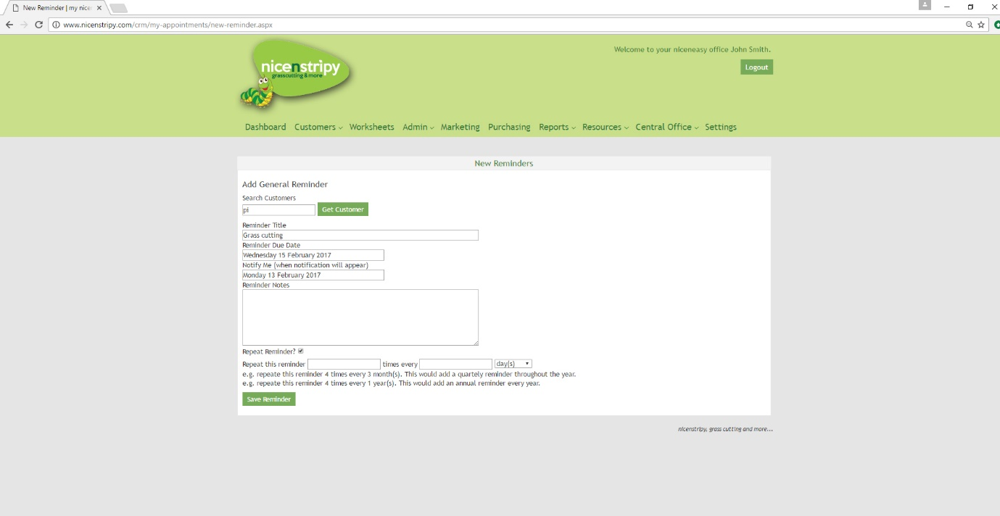 New Reminder | my nicer
www.nicenstripy.com/crm/my-appointments/new-reminder.aspx
Welcome to your niceneasy office John Smith.
nicenstripy
grasscutting & more
Logout
Dashboard Customers Worksheets Admin Marketing Purchasing Reports Resources Central Office Settings
New Reminders
Add General Reminder
Search Customers
pi Get Customer
Reminder Title
Grass cutting
Reminder Due Date
Wednesday 15 February 2017
Notify Me (when notification will appear)
Monday 13 February 2017
Reminder Notes
Repeat Reminder?
Repeat this reminder times every day(s)
e.g. repeate this reminder 4 times every 3 month(s). This would add a quartely reminder throughout the year.
e.g. repeate this reminder 4 times every 1 year(s). This would add an annual reminder every year.
Save Reminder
nicenstripy, grass cutting and more...